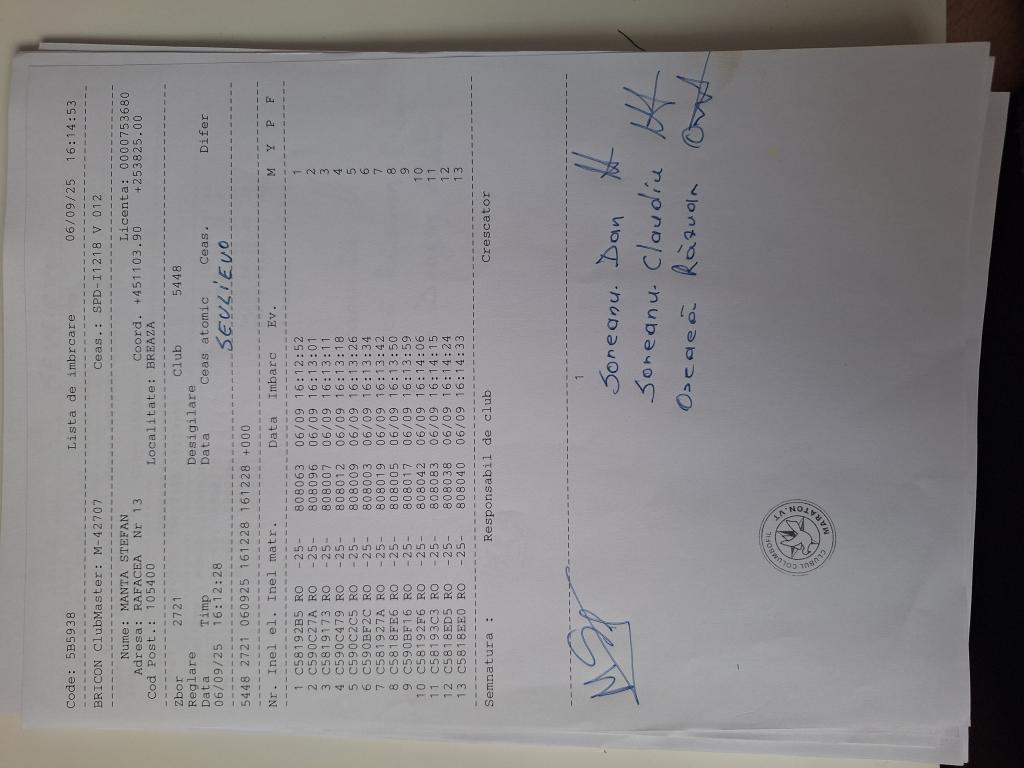 Code: 5B5938 Lista de imbrcare 06/09/25 16:14:53
BRICON ClubMaster: M-42707 Ceas.: SPD-I1218 V 012
Nume: MANTA STEFAN Licenta: 0000753680
Adresa: RAFACEA Nr 13 Coord. +451103.90 +253825.00
Cod Post.: 105400 Localitate: BREAZA
Zbor 2721 Club 5448
Reglare Desigilare
Data Timp Data Ceas atomic Ceas. Difer
06/09/25 16:12:28
SEVLIEVO
5448 2721 060925 161228 161228 +000
Nr. Inel el. Inel matr. Data Imbarc Ev. M Y P F
1 C58192B5 RO -25- 808063 06/09 16:12:52 1
2 C590C27A RO -25- 808096 06/09 16:13:01 2
3 C5819173 RO -25- 808007 06/09 16:13:11 3
4 C590C479 RO -25- 808012 06/09 16:13:18 4
5 C590C2C5 RO -25- 808009 06/09 16:13:26 5
6 C590BF2C RO -25- 808003 06/09 16:13:34 6
7 C581927A RO -25- 808019 06/09 16:13:42 7
8 C5818FE6 RO -25- 808005 06/09 16:13:50 8
9 C590BF16 RO -25- 808017 06/09 16:13:59 9
10 C58192F6 RO -25- 808042 06/09 16:14:06 10
11 C58193C3 RO -25- 808083 06/09 16:14:15 11
12 C5818ED5 RO -25- 808038 06/09 16:14:24 12
13 C5818EE0 RO -25- 808040 06/09 16:14:33 13
Semnatura : Responsabil de club Crescator
1
Soneanu. Dan
Soneanu. Claudiu
Răzvan
CLUBUL COLUMBOFIL
MARATON.VT